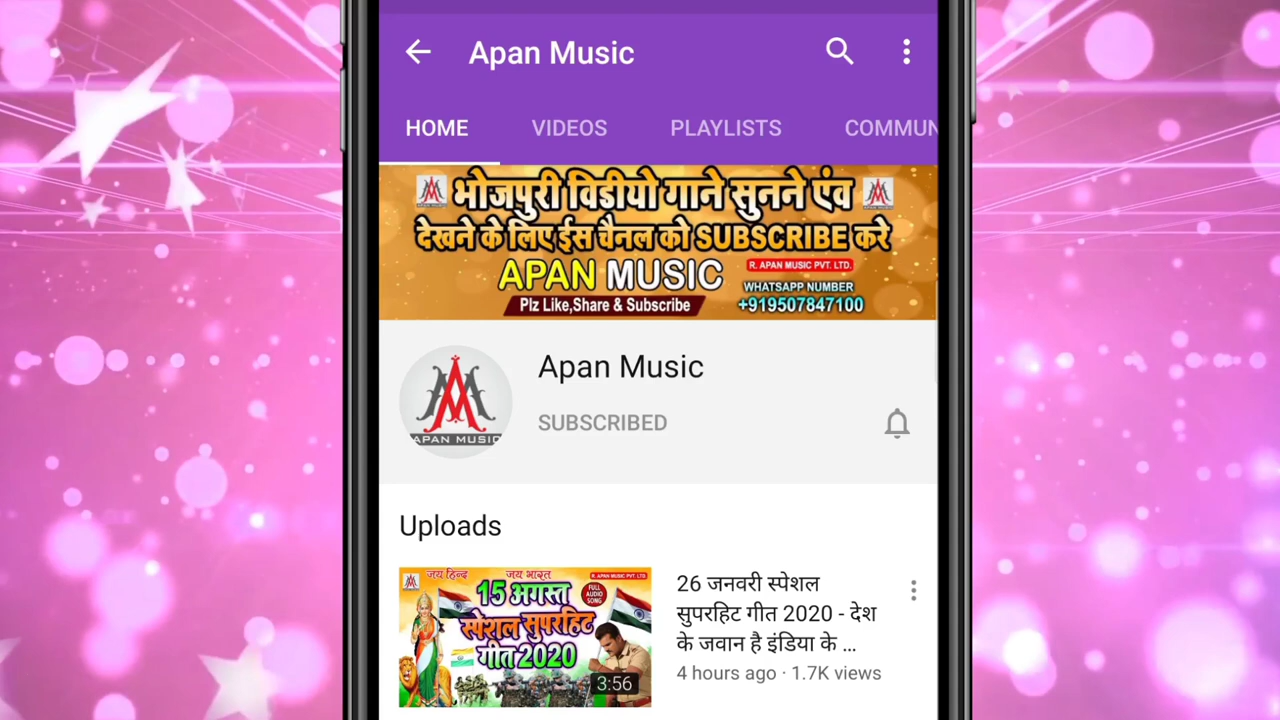 Apan Music
HOME VIDEOS PLAYLISTS COMMUN
भोजपुरी विडीयो गाने सुनने एंव
देखने के लिए ईस चैनल को SUBSCRIBE करे
APAN MUSIC
R. APAN MUSIC PVT. LTD.
Plz Like,Share & Subscribe
WHATSAPP NUMBER
+919507847100
Apan Music
SUBSCRIBED
APAN MUSIC
Uploads
जय हिन्द जय भारत
R. APAN MUSIC PVT. LTD
15 अगस्त
FULL
AUDIO
SONG
स्पेशल सुपरहिट
गीत 2020
3:56
26 जनवरी स्पेशल
सुपरहिट गीत 2020 - देश
के जवान है इंडिया के ...
4 hours ago · 1.7K views